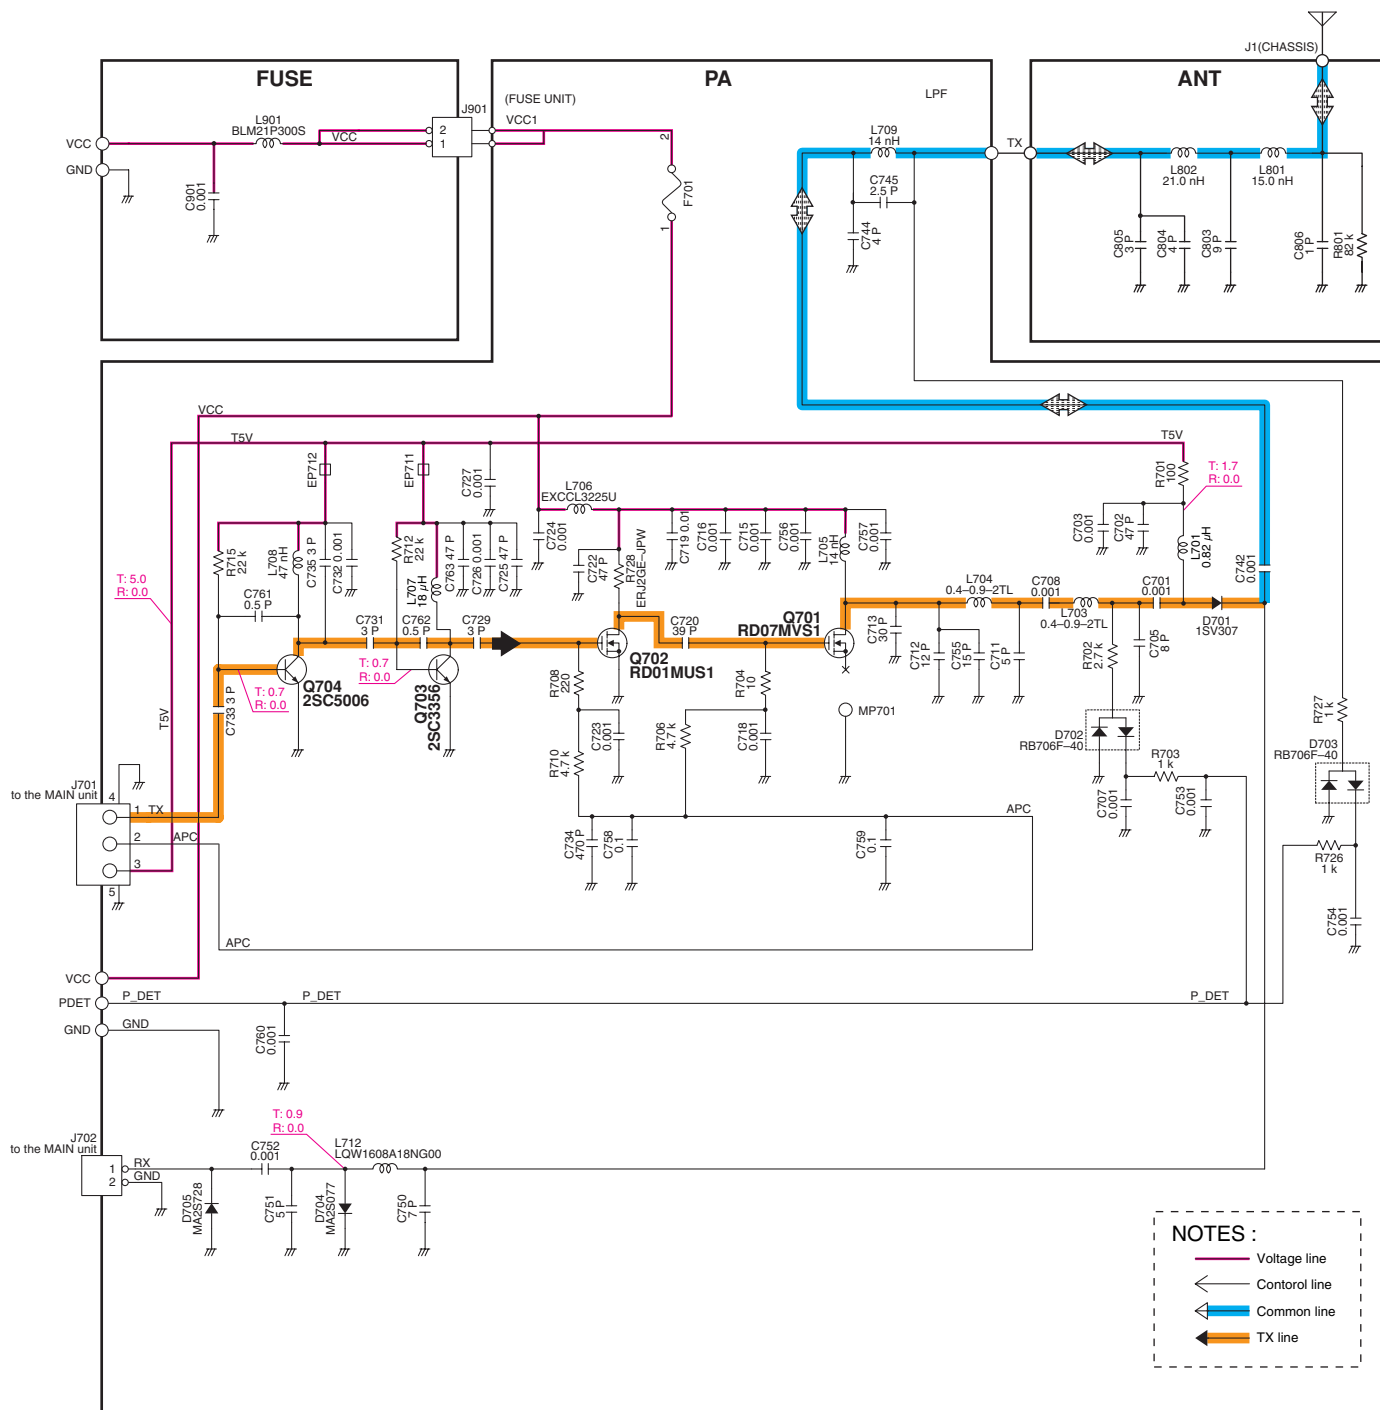 J1(CHASSIS)
FUSE
PA
ANT
L901
BLM21P300S
VCC
VCC
GND
C901
0.001
J901
2
1
(FUSE UNIT)
VCC1
2
F701
1
LPF
L709
14 nH
C745
2.5 P
C744
4 P
TX
L802
21.0 nH
L801
15.0 nH
C805
3 P
C804
4 P
C803
9 P
C806
1 P
R801
82 k
VCC
T5V
T5V
EP712
EP711
C727
0.001
L706
EXCCL3225U
R715
22 k
L708
47 nH
C735 3 P
C732 0.001
R712
22 k
L707
18 µH
C763 47 P
C726 0.001
C725 47 P
C724
0.001
C722
47 P
R728
ERJ2GE–JPW
C719 0.01
C716
0.001
C715
0.001
C756
0.001
L705
14 nH
C757
0.001
R701
100
T: 1.7
R: 0.0
C703
0.001
C702
47 P
L701
0.82 µH
C742
0.001
T: 5.0
R: 0.0
C761
0.5 P
C731
3 P
C762
0.5 P
C729
3 P
Q702
RD01MUS1
C720
39 P
Q701
RD07MVS1
L704
0.4–0.9–2TL
C708
0.001
L703
0.4–0.9–2TL
C701
0.001
D701
1SV307
C713
30 P
C712
12 P
C755
5 P
C711
5 P
R702
2.7 k
C705
8 P
T: 0.7
R: 0.0
T: 0.7
R: 0.0
Q704
2SC5006
Q703
2SC3356
C733 3 P
T5V
R708
220
C723
0.001
R710
4.7 k
R706
4.7 k
R704
10
C718
0.001
MP701
D702
RB706F–40
R703
1 k
C707
0.001
C753
0.001
R727
1 k
D703
RB706F–40
R726
1 k
C754
0.001
J701
to the MAIN unit
4
1
TX
2
APC
3
5
APC
C734
470 P
C758
0.1
C759
0.1
APC
VCC
PDET
P_DET
P_DET
P_DET
GND
GND
C760
0.001
J702
to the MAIN unit
1
RX
2
GND
D705
MA2S728
C752
0.001
C751
5 P
T: 0.9
R: 0.0
D704
MA2S077
L712
LQW1608A18NG00
C750
7 P
NOTES :
Voltage line
Contorol line
Common line
TX line